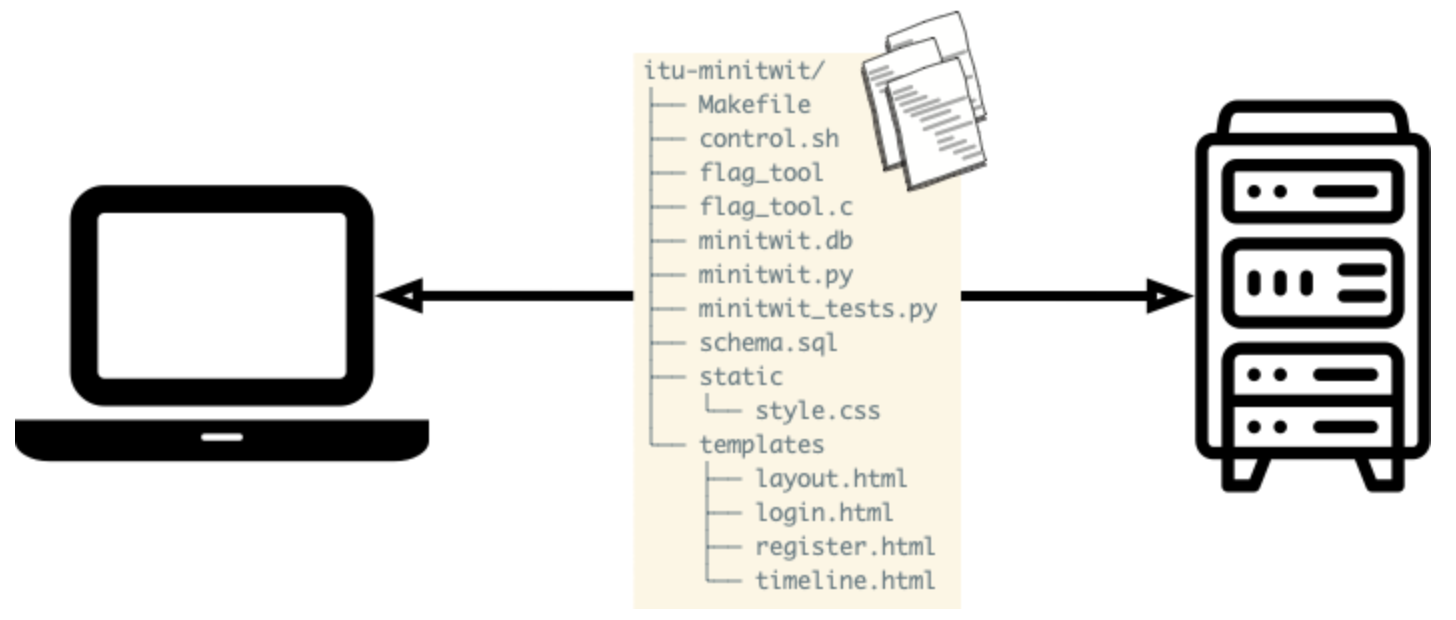 itu-minitwit/
├── Makefile
├── control.sh
├── flag_tool
├── flag_tool.c
├── minitwit.db
├── minitwit.py
├── minitwit_tests.py
├── schema.sql
├── static
│   └── style.css
└── templates
    ├── layout.html
    ├── login.html
    ├── register.html
    └── timeline.html